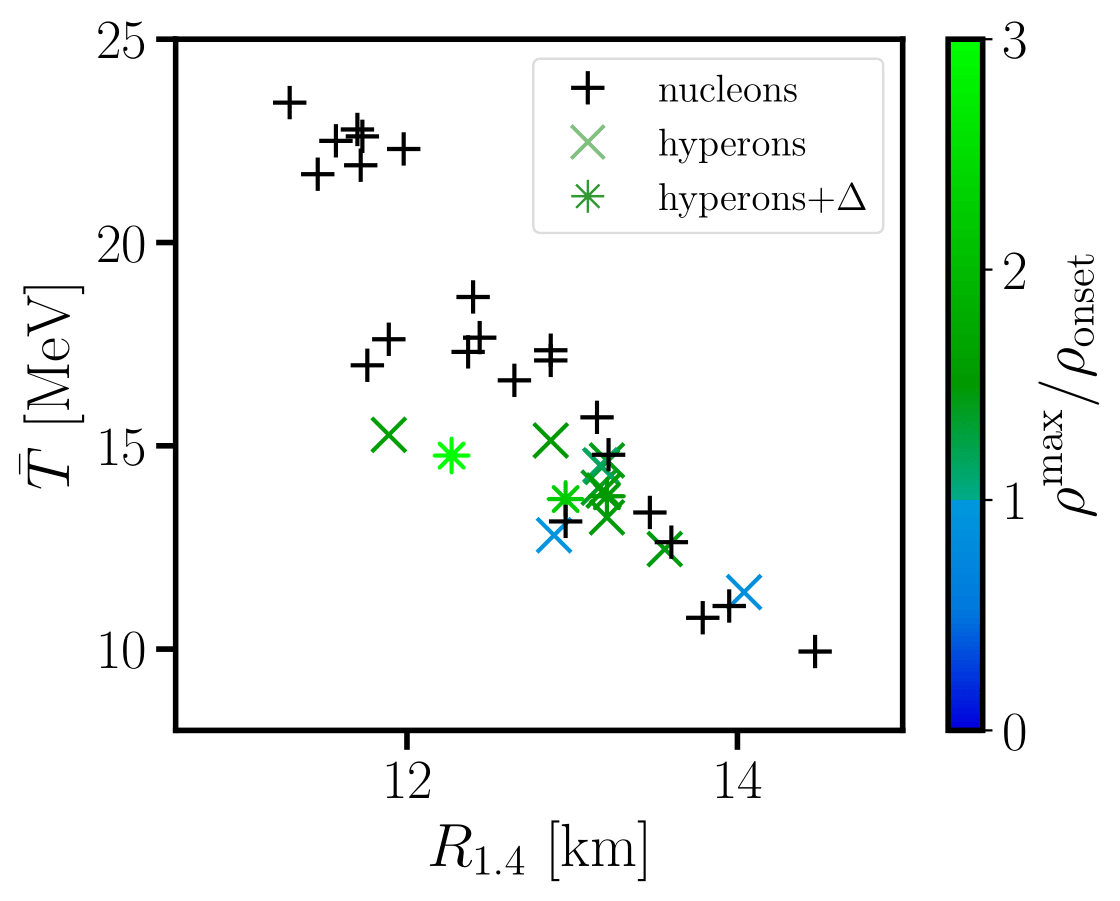 25
20
15
10
T̄ [MeV]
nucleons
hyperons
hyperons+Δ
12
14
R₁.₄ [km]
3
2
1
0
ρᵐᵃˣ/ρₒₙₛₑₜ